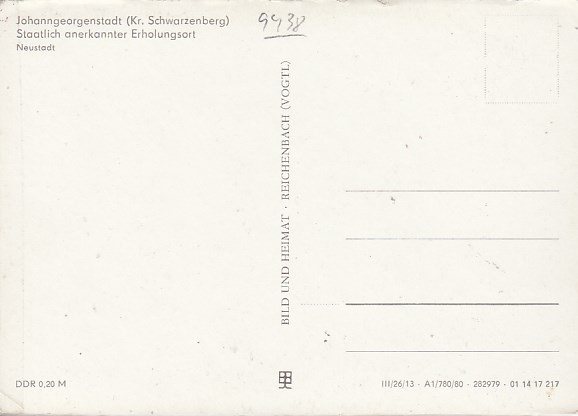 Johanngeorgenstadt (Kr. Schwarzenberg)
Staatlich anerkannter Erholungsort
Neustadt
9438
BILD UND HEIMAT · REICHENBACH (VOGTL)
DDR 0,20 M
III/26/13 · A1/780/80 · 282979 · 01 14 17 217